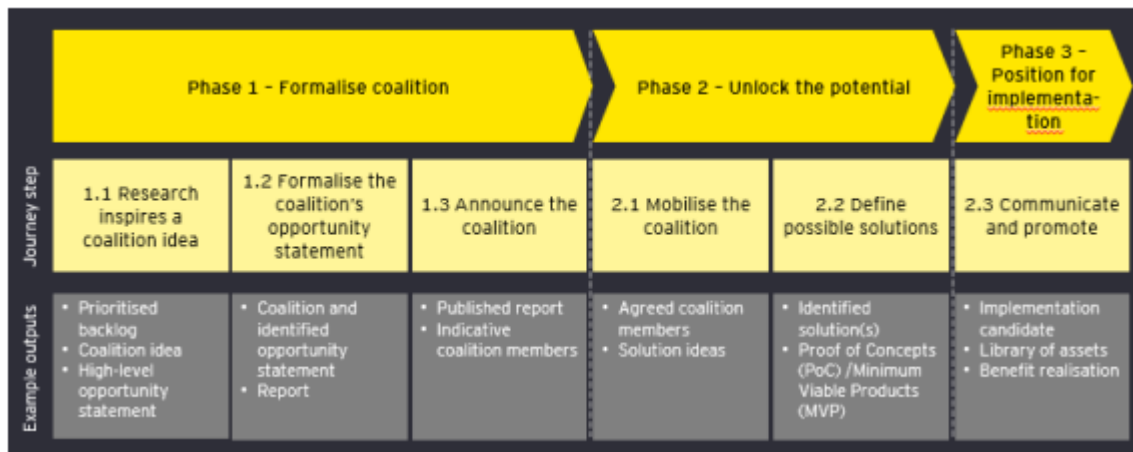 Phase 1 – Formalise coalition
Phase 2 – Unlock the potential
Phase 3 –
Position for
implementa-
tion
Journey step
1.1 Research
inspires a
coalition idea
1.2 Formalise the
coalition's
opportunity
statement
1.3 Announce the
coalition
2.1 Mobilise the
coalition
2.2 Define
possible solutions
2.3 Communicate
and promote
Example outputs
• Prioritised
backlog
• Coalition idea
• High-level
opportunity
statement
• Coalition and
identified
opportunity
statement
• Report
• Published report
• Indicative
coalition members
• Agreed coalition
members
• Solution ideas
• Identified
solution(s)
• Proof of Concepts
(PoC) /Minimum
Viable Products
(MVP)
• Implementation
candidate
• Library of assets
• Benefit realisation